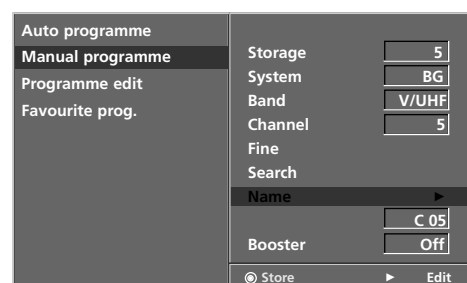 Auto programme
Manual programme
Programme edit
Favourite prog.
Storage 5
System BG
Band V/UHF
Channel 5
Fine
Search
Name ►
C 05
Booster Off
◉ Store ► Edit